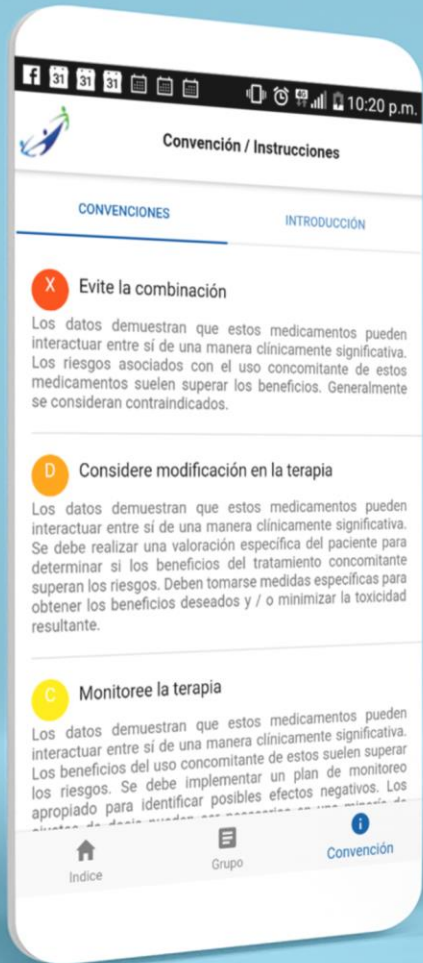 10:20 p.m.
Convención / Instrucciones
CONVENCIONES
INTRODUCCIÓN
X
Evite la combinación
Los datos demuestran que estos medicamentos pueden
interactuar entre sí de una manera clínicamente significativa.
Los riesgos asociados con el uso concomitante de estos
medicamentos suelen superar los beneficios. Generalmente
se consideran contraindicados.
D
Considere modificación en la terapia
Los datos demuestran que estos medicamentos pueden
interactuar entre sí de una manera clínicamente significativa.
Se debe realizar una valoración específica del paciente para
determinar si los beneficios del tratamiento concomitante
superan los riesgos. Deben tomarse medidas específicas para
obtener los beneficios deseados y / o minimizar la toxicidad
resultante.
C
Monitoree la terapia
Los datos demuestran que estos medicamentos pueden
interactuar entre sí de una manera clínicamente significativa.
Los beneficios del uso concomitante de estos suelen superar
los riesgos. Se debe implementar un plan de monitoreo
apropiado para identificar posibles efectos negativos. Los
Indice
Grupo
Convención